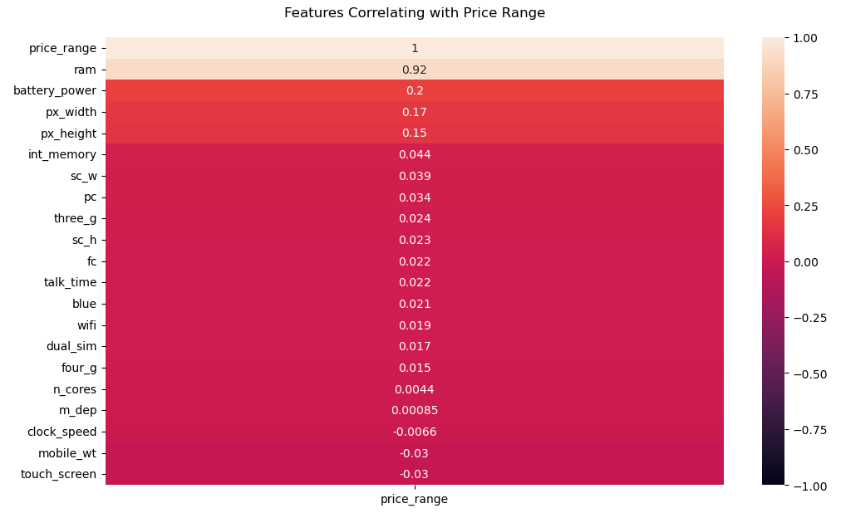 Features Correlating with Price Range
price_range 1
ram 0.92
battery_power 0.2
px_width 0.17
px_height 0.15
int_memory 0.044
sc_w 0.039
pc 0.034
three_g 0.024
sc_h 0.023
fc 0.022
talk_time 0.022
blue 0.021
wifi 0.019
dual_sim 0.017
four_g 0.015
n_cores 0.0044
m_dep 0.00085
clock_speed -0.0066
mobile_wt -0.03
touch_screen -0.03
price_range
1.00
0.75
0.50
0.25
0.00
−0.25
−0.50
−0.75
−1.00